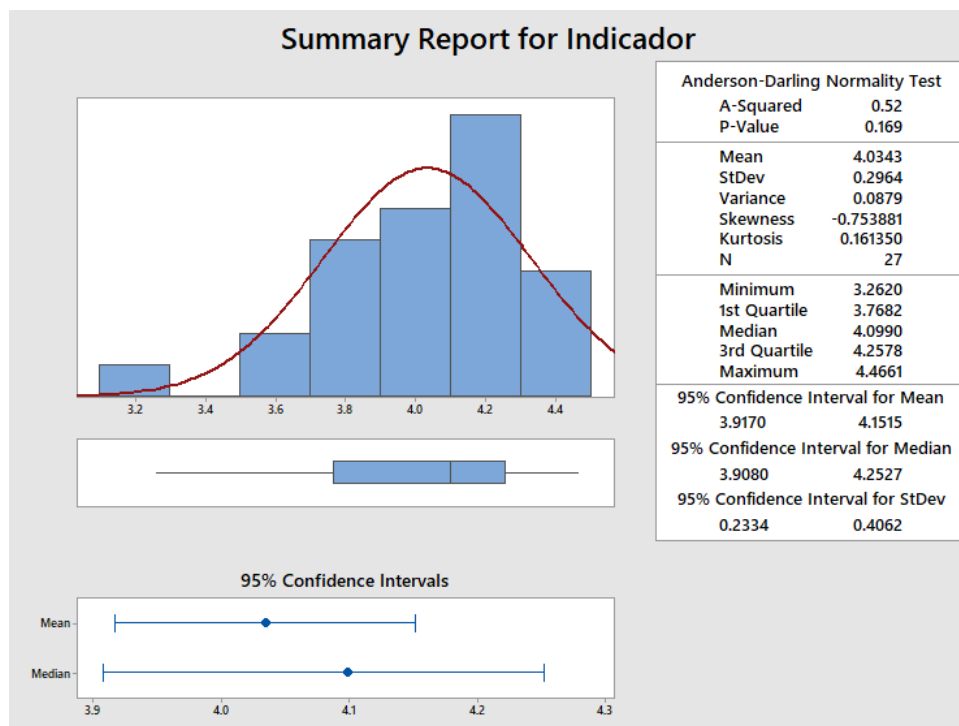 Summary Report for Indicador
Anderson-Darling Normality Test
A-Squared 0.52
P-Value 0.169
Mean 4.0343
StDev 0.2964
Variance 0.0879
Skewness -0.753881
Kurtosis 0.161350
N 27
Minimum 3.2620
1st Quartile 3.7682
Median 4.0990
3rd Quartile 4.2578
Maximum 4.4661
95% Confidence Interval for Mean
3.9170 4.1515
95% Confidence Interval for Median
3.9080 4.2527
95% Confidence Interval for StDev
0.2334 0.4062
3.2 3.4 3.6 3.8 4.0 4.2 4.4
95% Confidence Intervals
Mean
Median
3.9 4.0 4.1 4.2 4.3